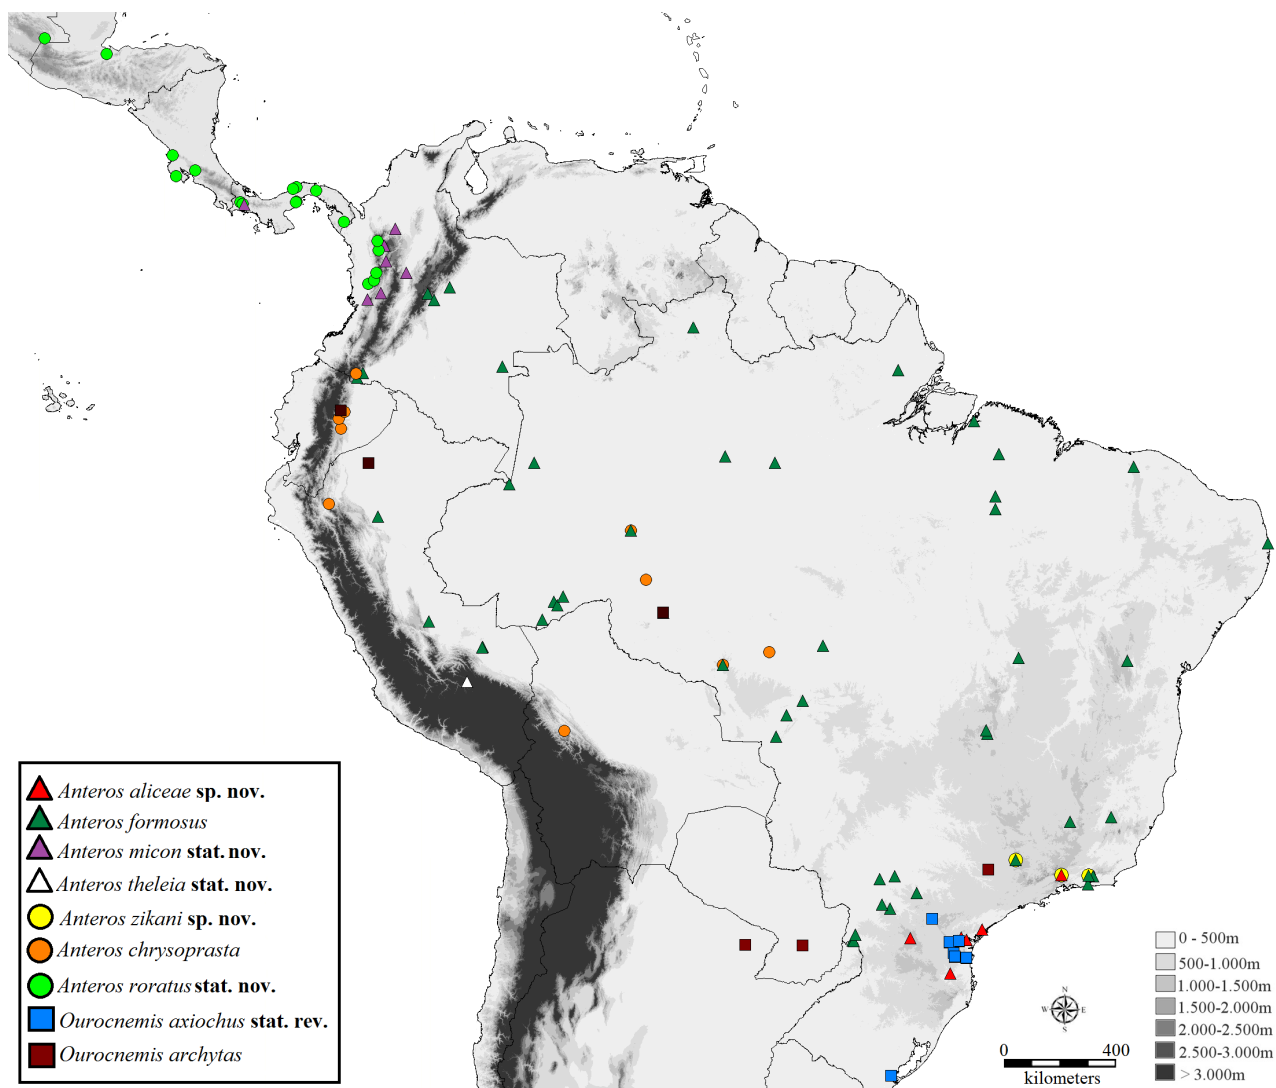 Anteros aliceae sp. nov.
Anteros formosus
Anteros micon stat. nov.
Anteros theleia stat. nov.
Anteros zikani sp. nov.
Anteros chrysoprasta
Anteros roratus stat. nov.
Ourocnemis axiochus stat. rev.
Ourocnemis archytas
N
W E
S
0 400
kilometers
0 - 500m
500-1.000m
1.000-1.500m
1.500-2.000m
2.000-2.500m
2.500-3.000m
> 3.000m